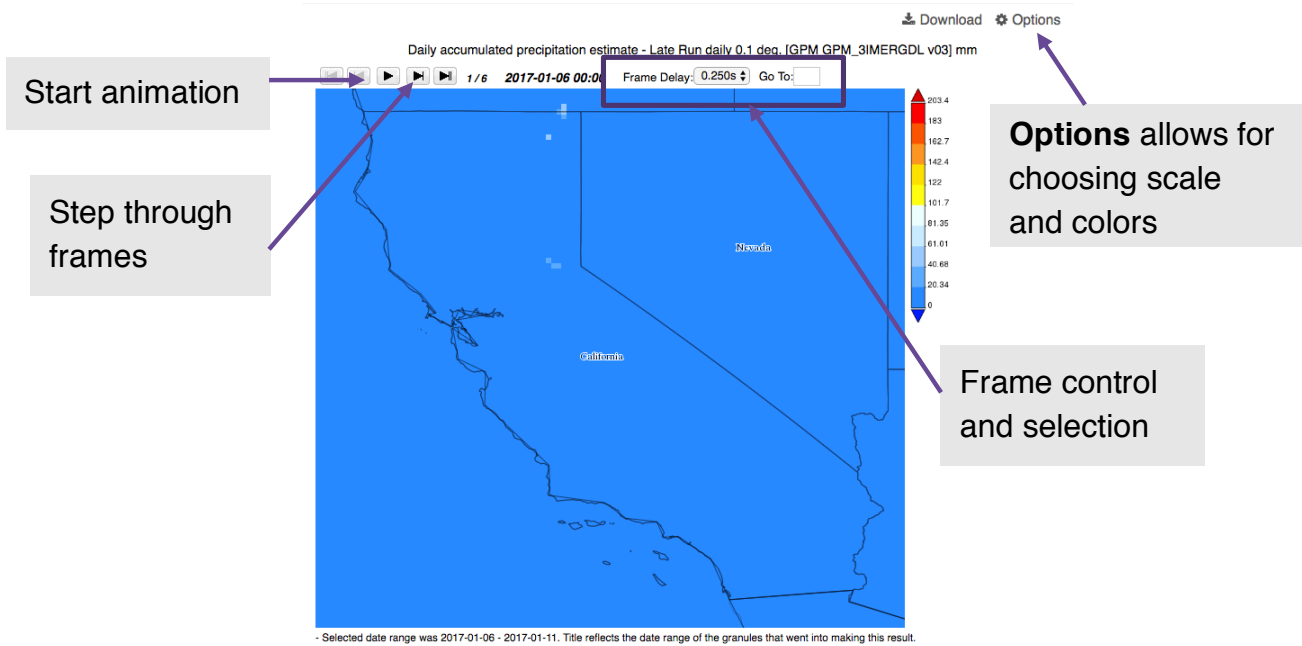 Download Options
Daily accumulated precipitation estimate - Late Run daily 0.1 deg. [GPM GPM_3IMERGDL v03] mm
1 / 6 2017-01-06 00:00 Frame Delay: 0.250s Go To:
Start animation
Step through
frames
Options allows for
choosing scale
and colors
Frame control
and selection
203.4
183
162.7
142.4
122
101.7
81.35
61.01
40.68
20.34
0
Nevada
California
- Selected date range was 2017-01-06 - 2017-01-11. Title reflects the date range of the granules that went into making this result.